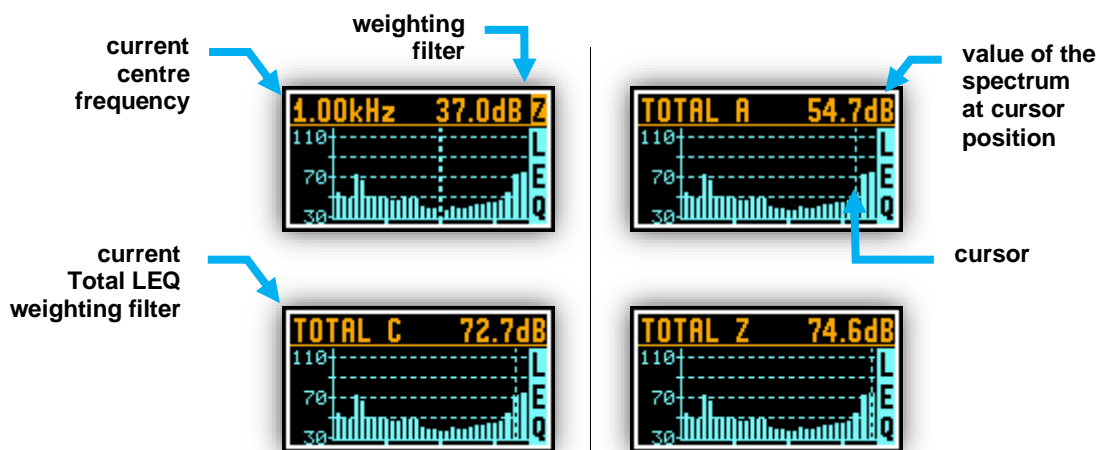 current
centre
frequency
weighting
filter
value of the
spectrum
at cursor
position
1.00kHz 37.0dB Z
110
70
30
L
E
Q
TOTAL A 54.7dB
110
70
30
L
E
Q
cursor
current
Total LEQ
weighting filter
TOTAL C 72.7dB
110
70
30
L
E
Q
TOTAL Z 74.6dB
110
70
30
L
E
Q